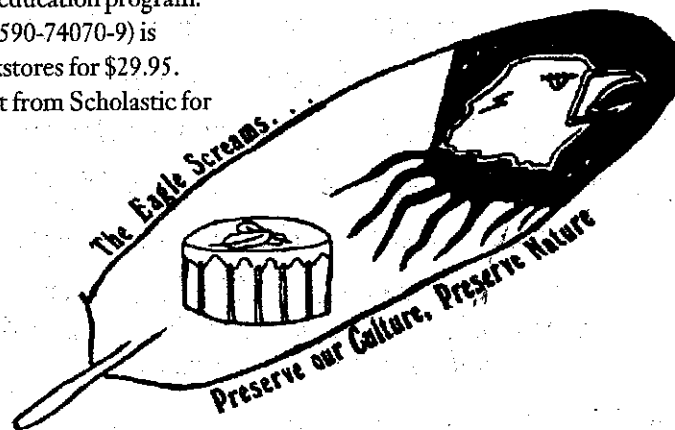 education program.
590-74070-9) is
stores for $29.95.
t from Scholastic for
The Eagle Screams. . .
Preserve our Culture, Preserve Nature